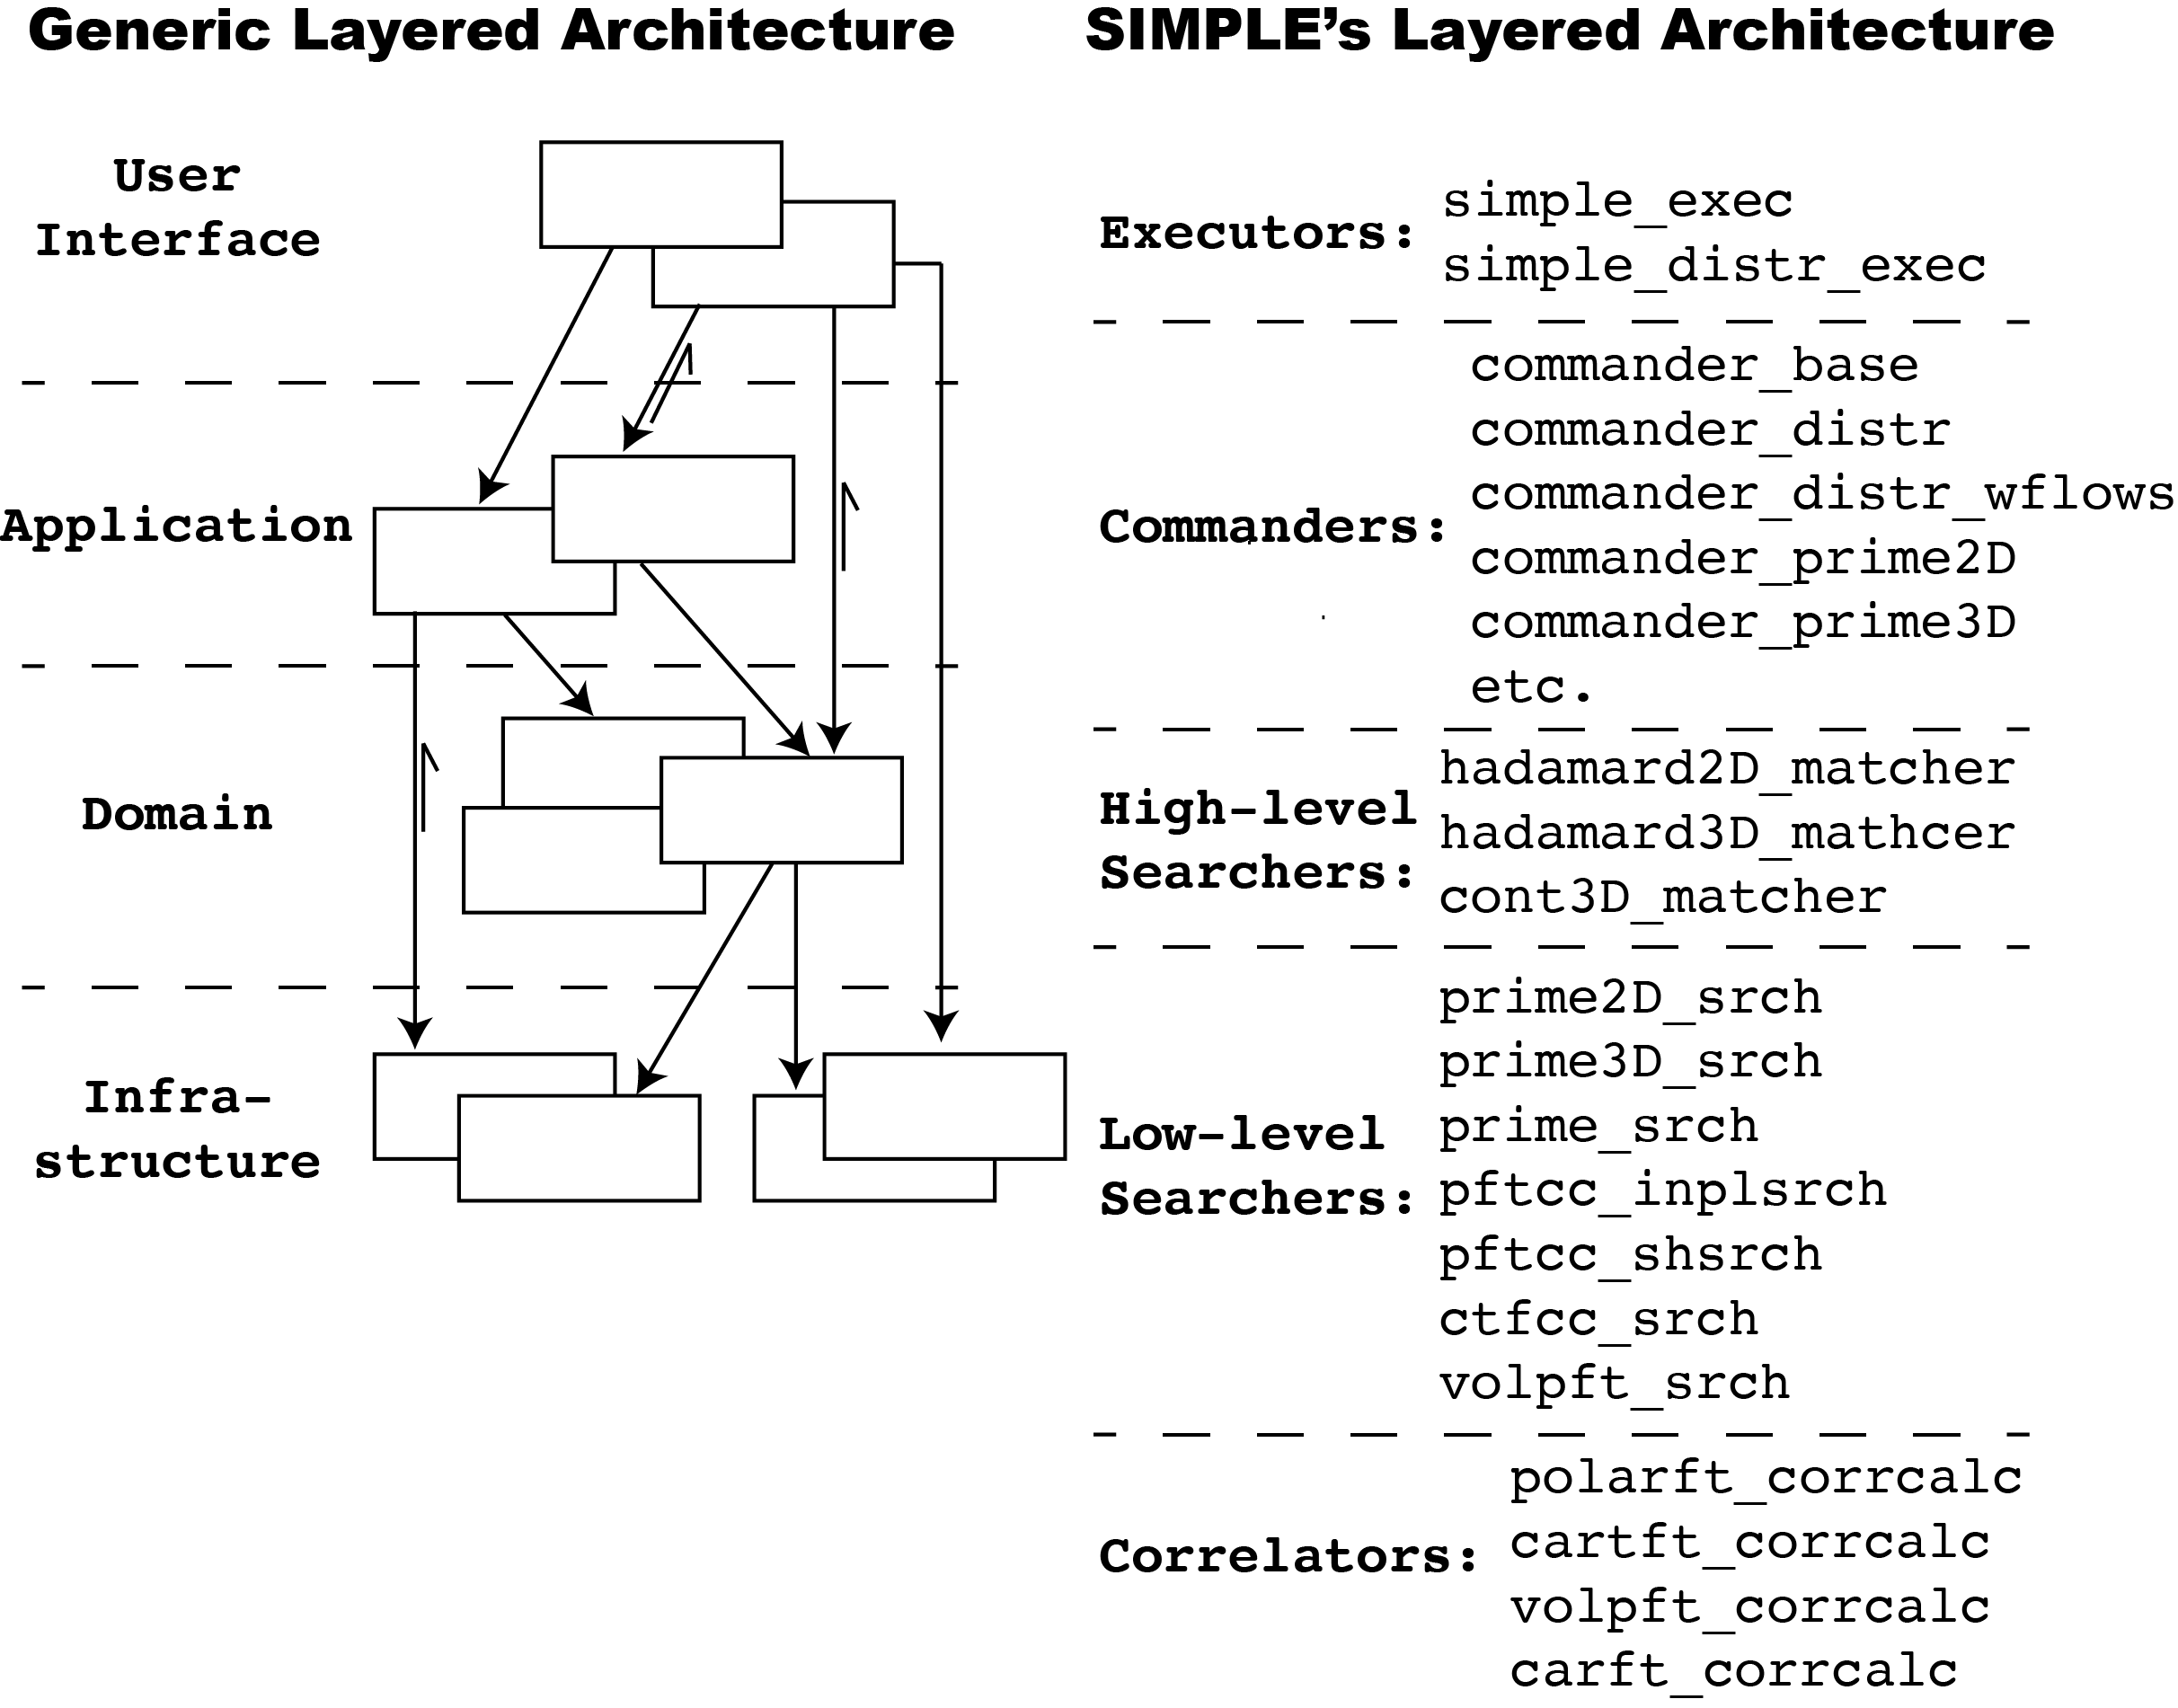 Generic Layered Architecture
User
Interface
Application
Domain
Infra-
structure
SIMPLE's Layered Architecture
Executors:
simple_exec
simple_distr_exec
Commanders:
commander_base
commander_distr
commander_distr_wflows
commander_prime2D
commander_prime3D
etc.
High-level
Searchers:
hadamard2D_matcher
hadamard3D_mathcer
cont3D_matcher
Low-level
Searchers:
prime2D_srch
prime3D_srch
prime_srch
pftcc_inplsrch
pftcc_shsrch
ctfcc_srch
volpft_srch
Correlators:
polarft_corrcalc
cartft_corrcalc
volpft_corrcalc
carft_corrcalc